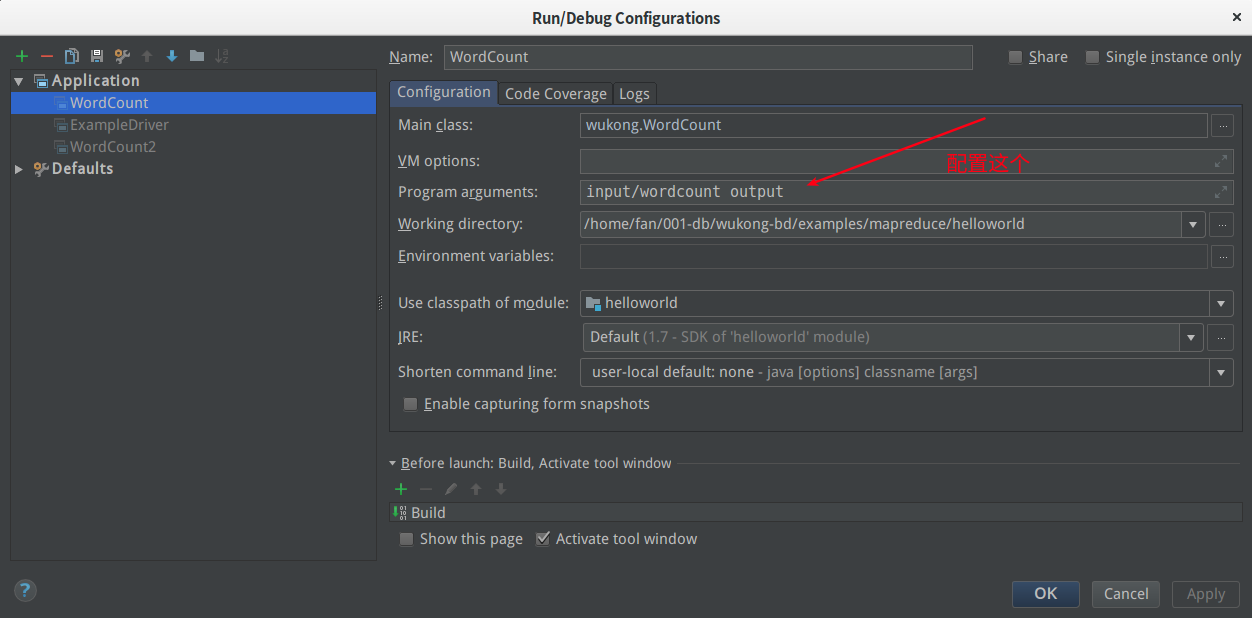 Run/Debug Configurations
Application
WordCount
ExampleDriver
WordCount2
Defaults
Name: WordCount Share Single instance only
Configuration Code Coverage Logs
Main class: wukong.WordCount ...
VM options:
配置这个
Program arguments: input/wordcount output
Working directory: /home/fan/001-db/wukong-bd/examples/mapreduce/helloworld ...
Environment variables: ...
Use classpath of module: helloworld
JRE: Default (1.7 - SDK of 'helloworld' module) ...
Shorten command line: user-local default: none - java [options] classname [args]
Enable capturing form snapshots
Before launch: Build, Activate tool window
Build
Show this page Activate tool window
? OK Cancel Apply